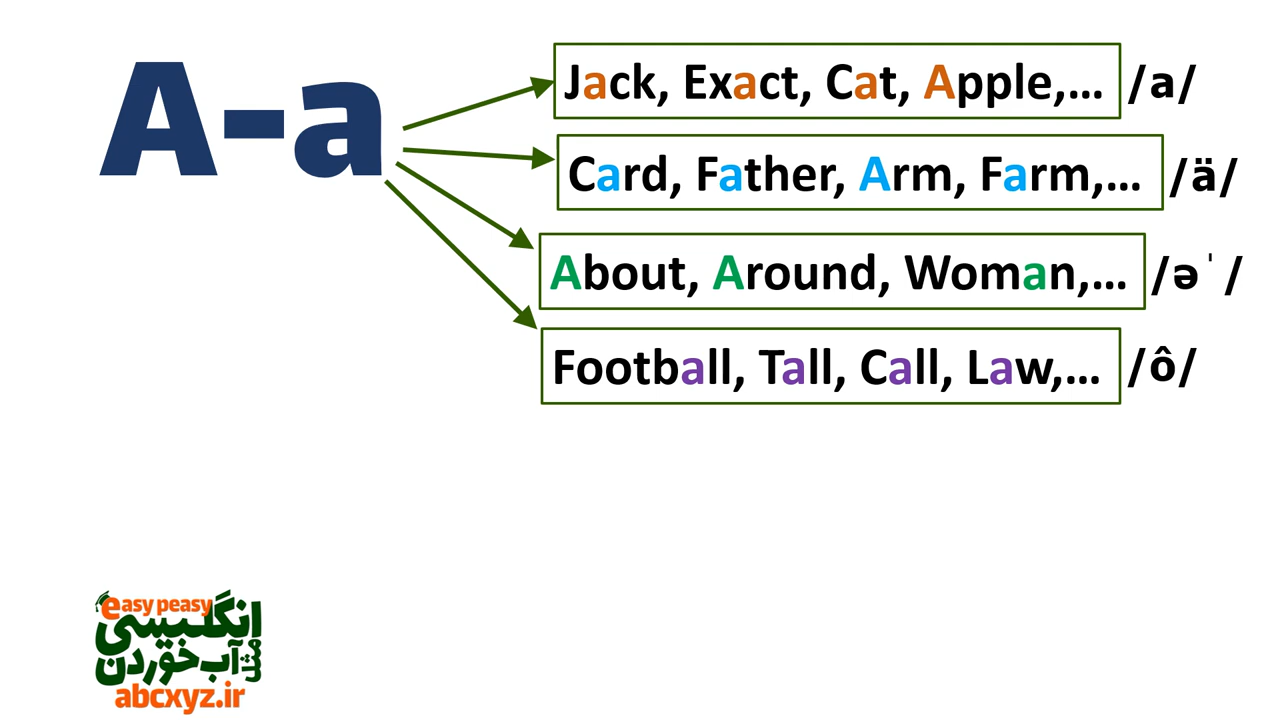 A-a
Jack, Exact, Cat, Apple,... /a/
Card, Father, Arm, Farm,... /ä/
About, Around, Woman,... /əˈ/
Football, Tall, Call, Law,... /ô/
easy peasy
انگلیسی
مثل آب خوردن
abcxyz.ir